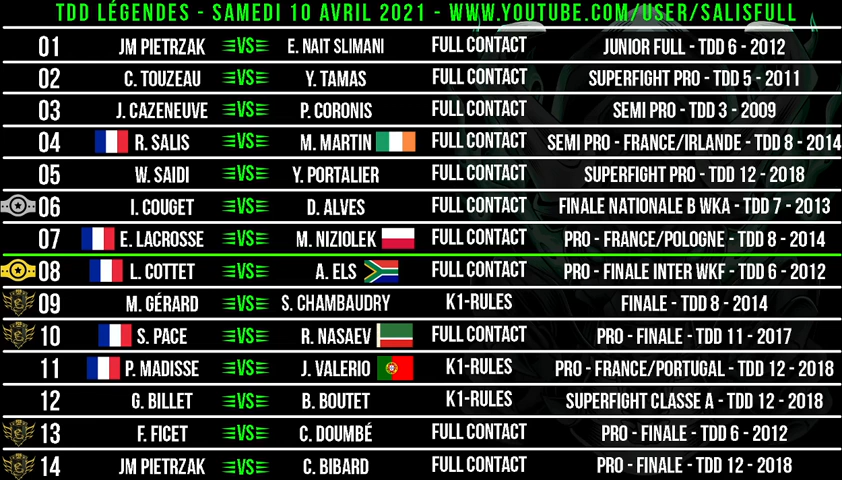 TDD LÉGENDES - SAMEDI 10 AVRIL 2021 - WWW.YOUTUBE.COM/USER/SALISFULL
01 JM PIETRZAK VS E. NAIT SLIMANI FULL CONTACT JUNIOR FULL - TDD 6 - 2012
02 C. TOUZEAU VS Y. TAMAS FULL CONTACT SUPERFIGHT PRO - TDD 5 - 2011
03 J. CAZENEUVE VS P. CORONIS FULL CONTACT SEMI PRO - TDD 3 - 2009
04 R. SALIS VS M. MARTIN FULL CONTACT SEMI PRO - FRANCE/IRLANDE - TDD 8 - 2014
05 W. SAIDI VS Y. PORTALIER FULL CONTACT SUPERFIGHT PRO - TDD 12 - 2018
06 I. COUGET VS D. ALVES FULL CONTACT FINALE NATIONALE B WKA - TDD 7 - 2013
07 E. LACROSSE VS M. NIZIOLEK FULL CONTACT PRO - FRANCE/POLOGNE - TDD 8 - 2014
08 L. COTTET VS A. ELS FULL CONTACT PRO - FINALE INTER WKF - TDD 6 - 2012
09 M. GÉRARD VS S. CHAMBAUDRY K1-RULES FINALE - TDD 8 - 2014
10 S. PACE VS R. NASAEV FULL CONTACT PRO - FINALE - TDD 11 - 2017
11 P. MADISSE VS J. VALERIO K1-RULES PRO - FRANCE/PORTUGAL - TDD 12 - 2018
12 G. BILLET VS B. BOUTET K1-RULES SUPERFIGHT CLASSE A - TDD 12 - 2018
13 F. FICET VS C. DOUMBÉ FULL CONTACT PRO - FINALE - TDD 6 - 2012
14 JM PIETRZAK VS C. BIBARD FULL CONTACT PRO - FINALE - TDD 12 - 2018